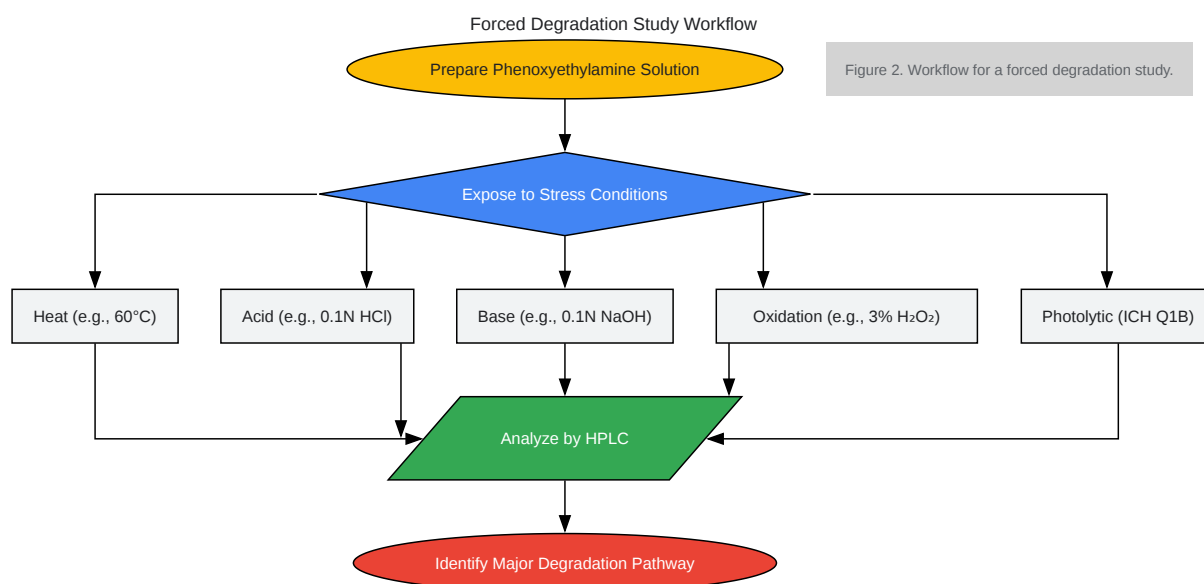 Forced Degradation Study Workflow
Prepare Phenoxyethylamine Solution
Figure 2. Workflow for a forced degradation study.
Expose to Stress Conditions
Heat (e.g., 60°C)
Acid (e.g., 0.1N HCl)
Base (e.g., 0.1N NaOH)
Oxidation (e.g., 3% H₂O₂)
Photolytic (ICH Q1B)
Analyze by HPLC
Identify Major Degradation Pathway